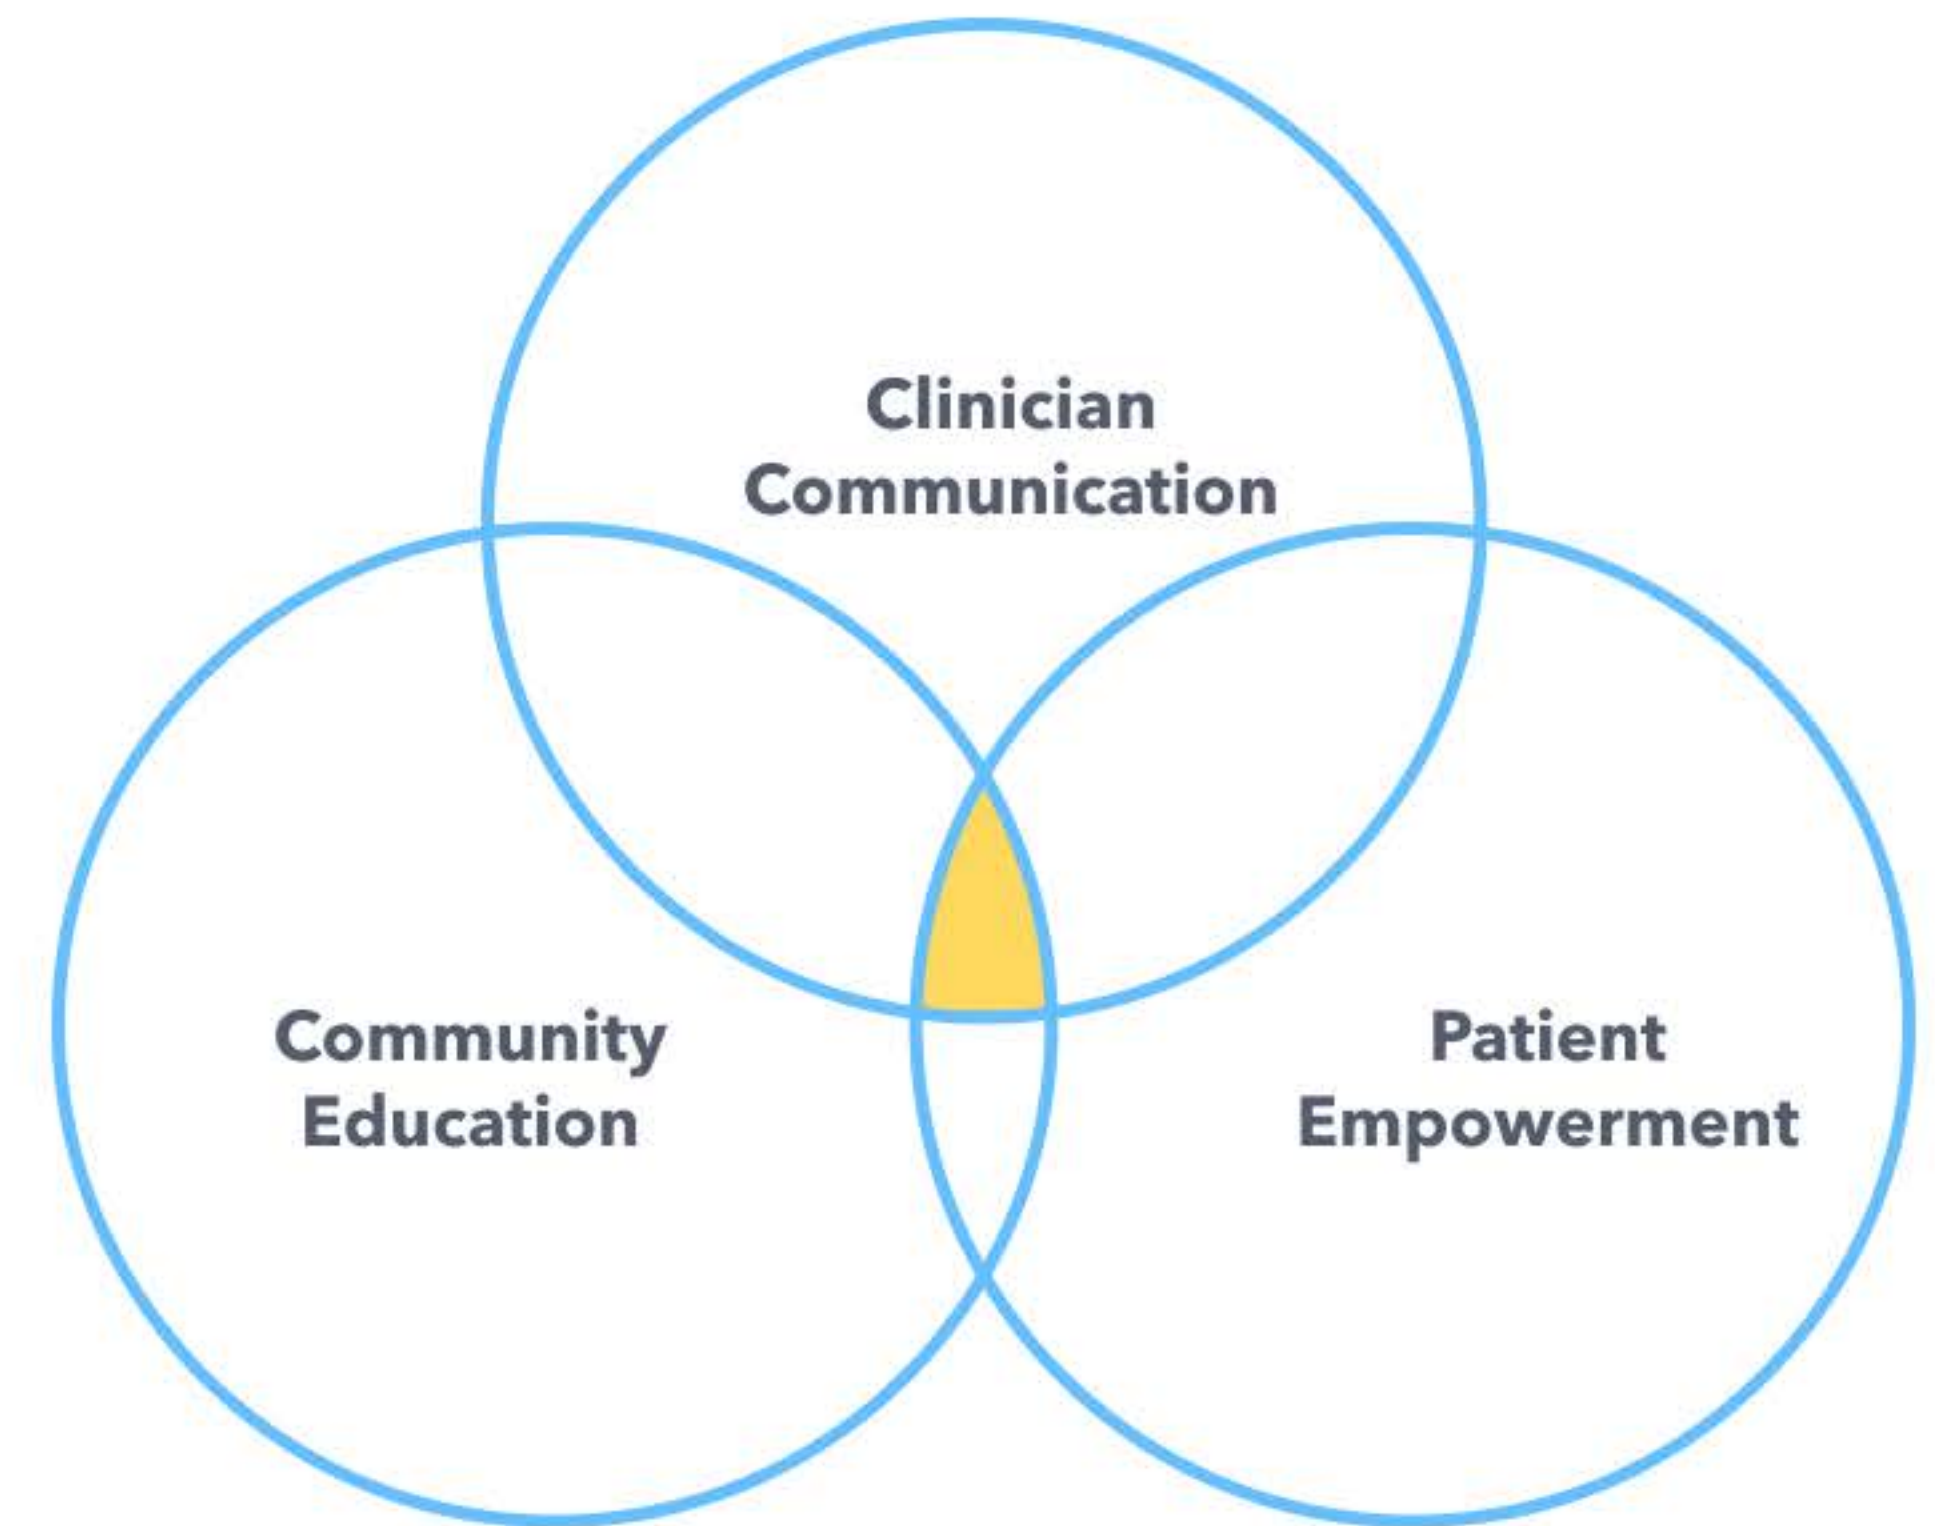 Clinician
Communication
Community
Education
Patient
Empowerment